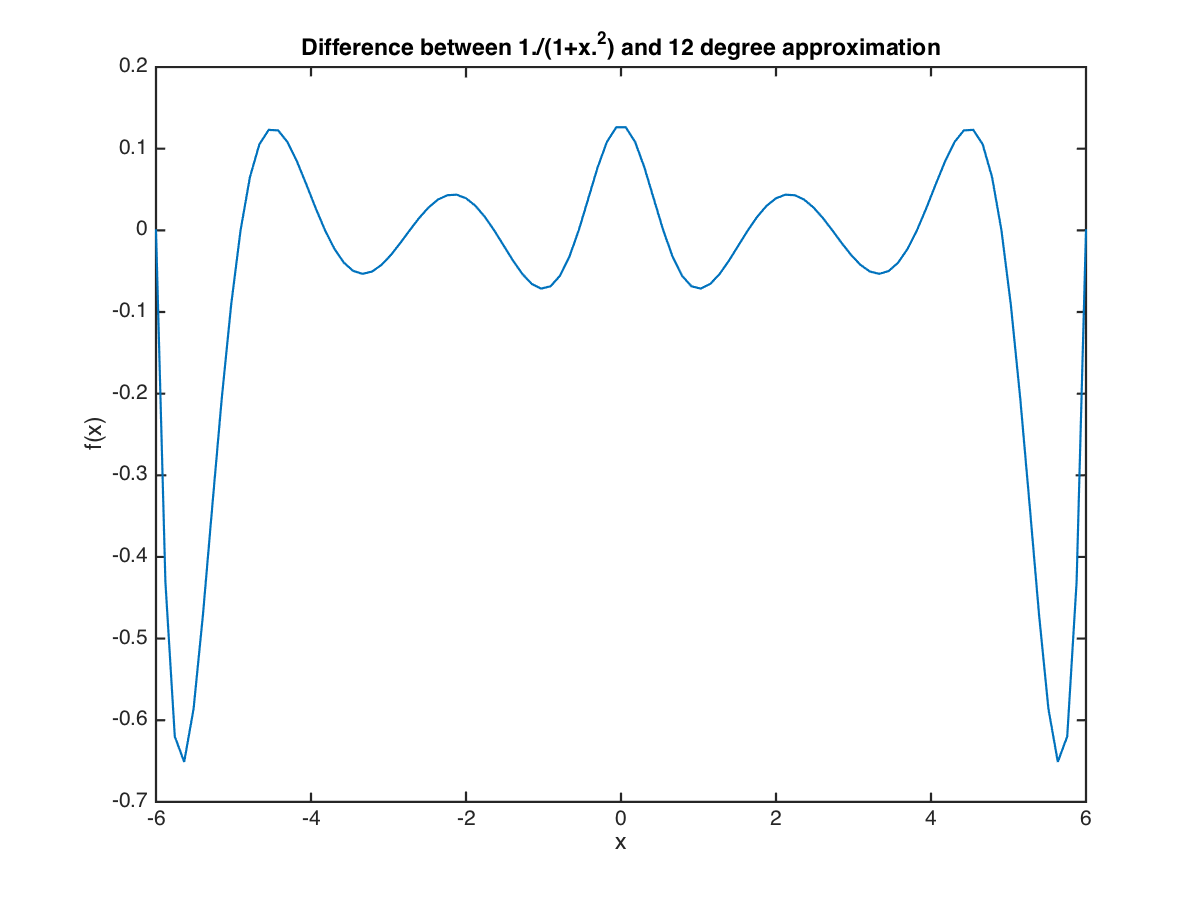 Difference between 1./(1+x.^2) and 12 degree approximation
0.2
0.1
0
-0.1
-0.2
-0.3
-0.4
-0.5
-0.6
-0.7
f(x)
-6 -4 -2 0 2 4 6
x